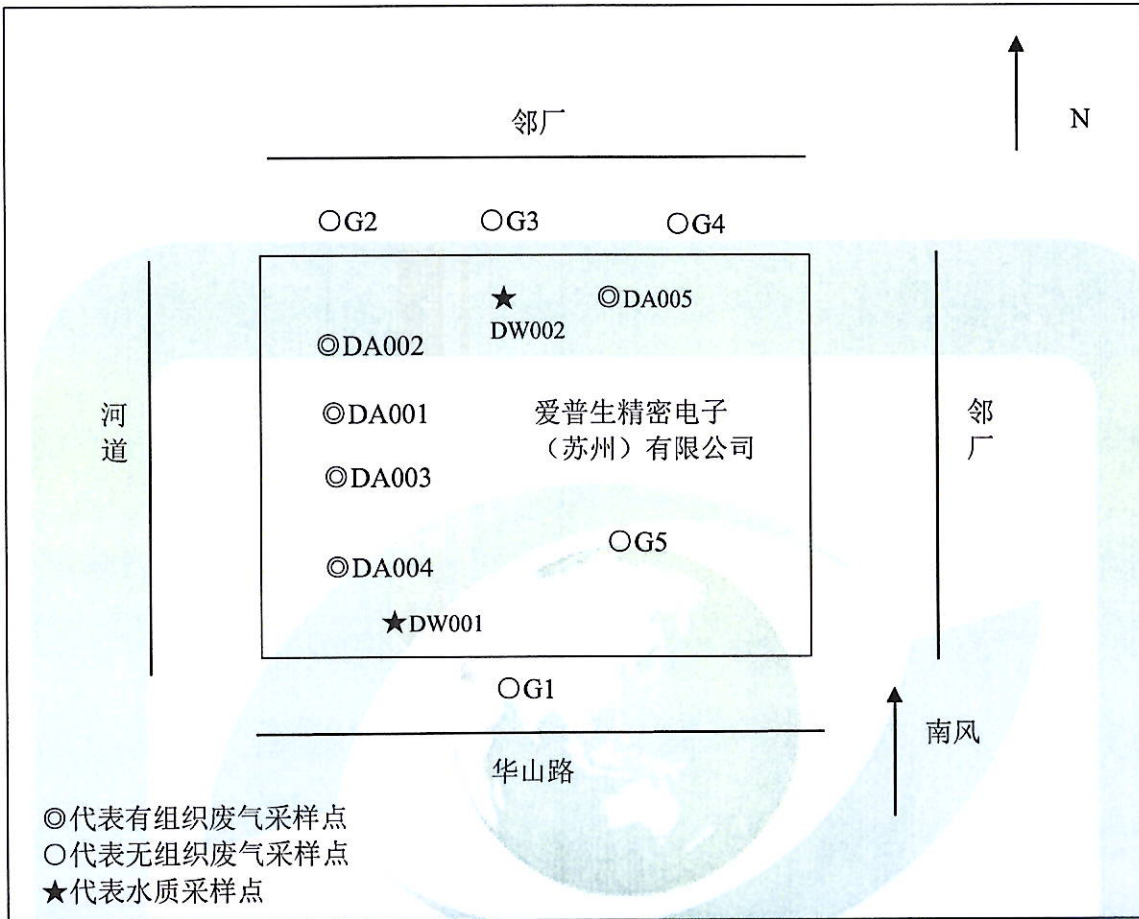 邻厂
N
○G2
○G3
○G4
★
DW002
◎DA005
◎DA002
河道
◎DA001
爱普生精密电子
（苏州）有限公司
邻厂
◎DA003
○G5
◎DA004
★DW001
○G1
南风
华山路
◎代表有组织废气采样点
○代表无组织废气采样点
★代表水质采样点